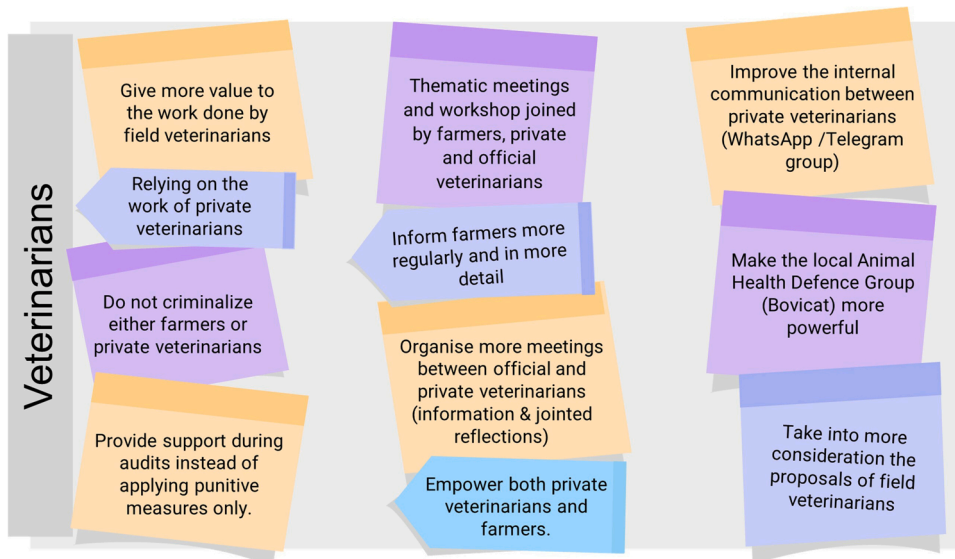 Veterinarians
Give more value to
the work done by
field veterinarians
Relying on the
work of private
veterinarians
Do not criminalize
either farmers or
private veterinarians
Provide support during
audits instead of
applying punitive
measures only.
Thematic meetings
and workshop joined
by farmers, private
and official
veterinarians
Inform farmers more
regularly and in more
detail
Organise more meetings
between official and
private veterinarians
(information & jointed
reflections)
Empower both private
veterinarians and
farmers.
Improve the internal
communication between
private veterinarians
(WhatsApp /Telegram
group)
Make the local Animal
Health Defence Group
(Bovicat) more
powerful
Take into more
consideration the
proposals of field
veterinarians